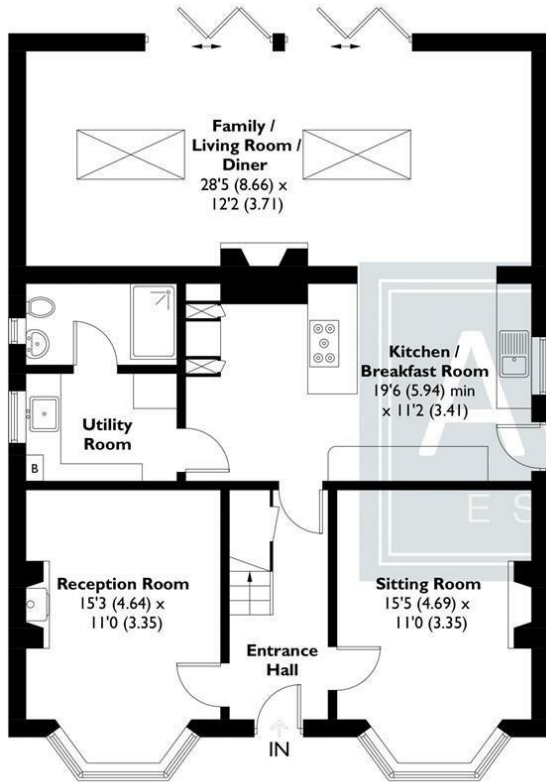 Family /
Living Room /
Diner
28'5 (8.66) x
12'2 (3.71)
Kitchen /
Breakfast Room
19'6 (5.94) min
x 11'2 (3.41)
A
Utility
Room
B
E S
Reception Room
15'3 (4.64) x
11'0 (3.35)
Sitting Room
15'5 (4.69) x
11'0 (3.35)
Entrance
Hall
IN